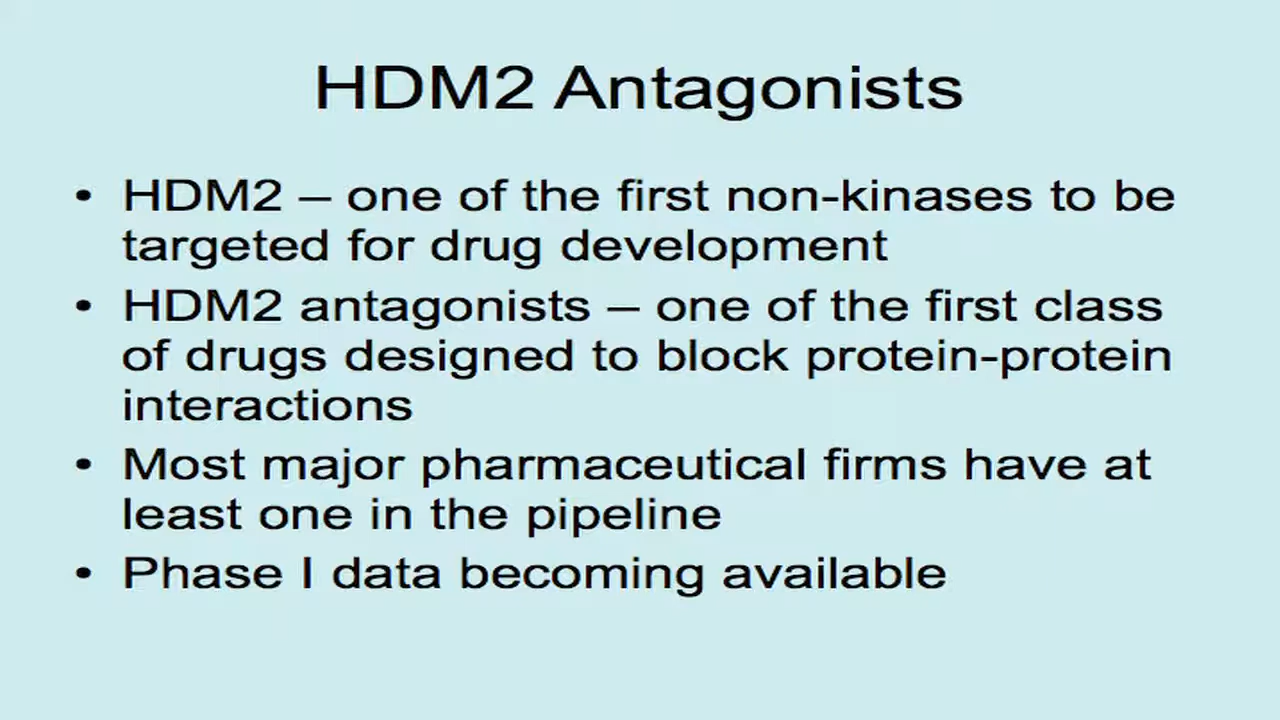 HDM2 Antagonists
• HDM2 – one of the first non-kinases to be
targeted for drug development
• HDM2 antagonists – one of the first class
of drugs designed to block protein-protein
interactions
• Most major pharmaceutical firms have at
least one in the pipeline
• Phase I data becoming available